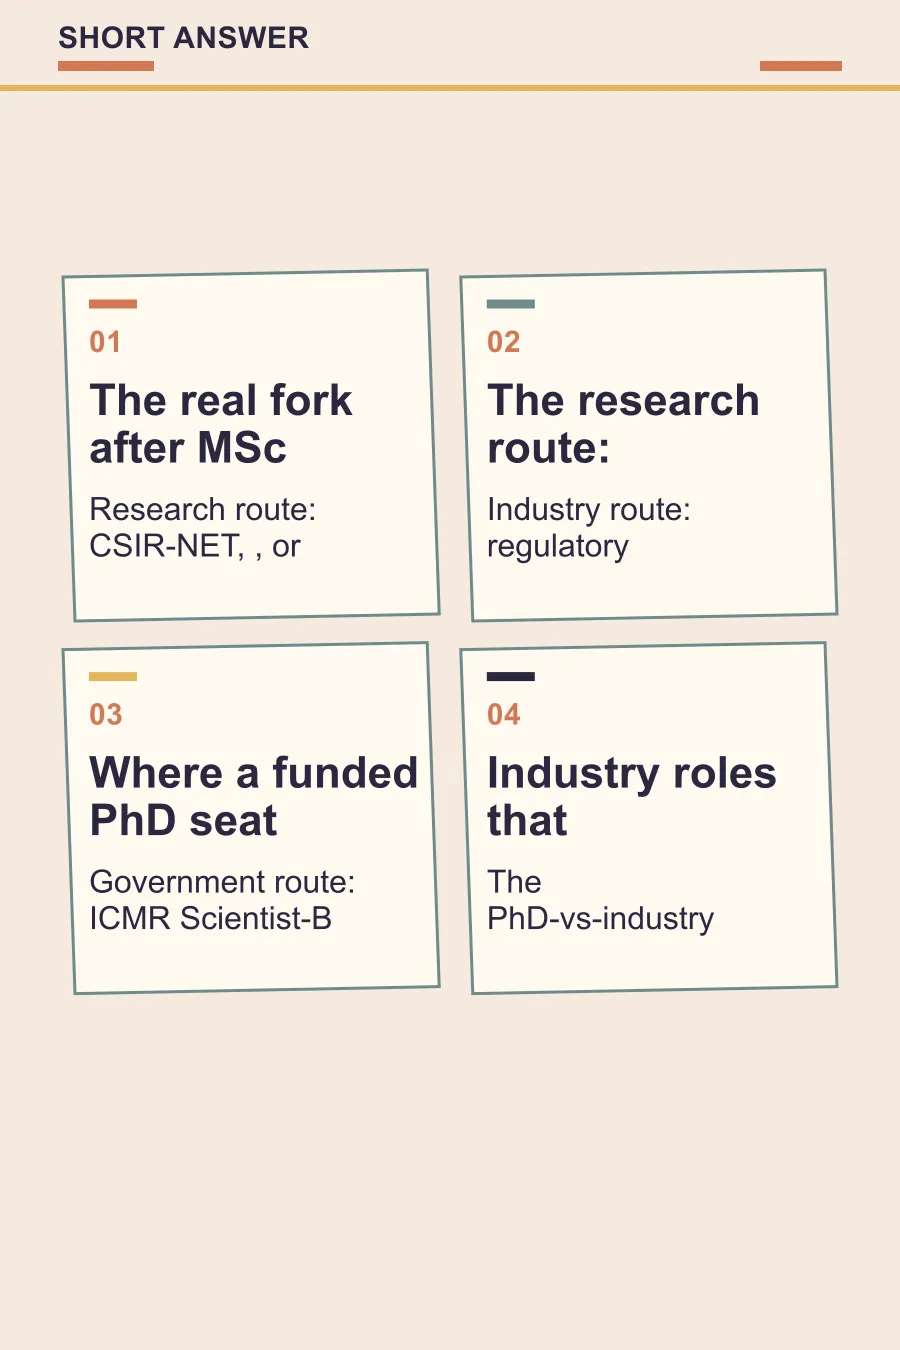 SHORT ANSWER
01
The real fork
after MSc
Research route:
CSIR-NET, , or
02
The research
route:
Industry route:
regulatory
03
Where a funded
PhD seat
Government route:
ICMR Scientist-B
04
Industry roles
that
The
PhD-vs-industry